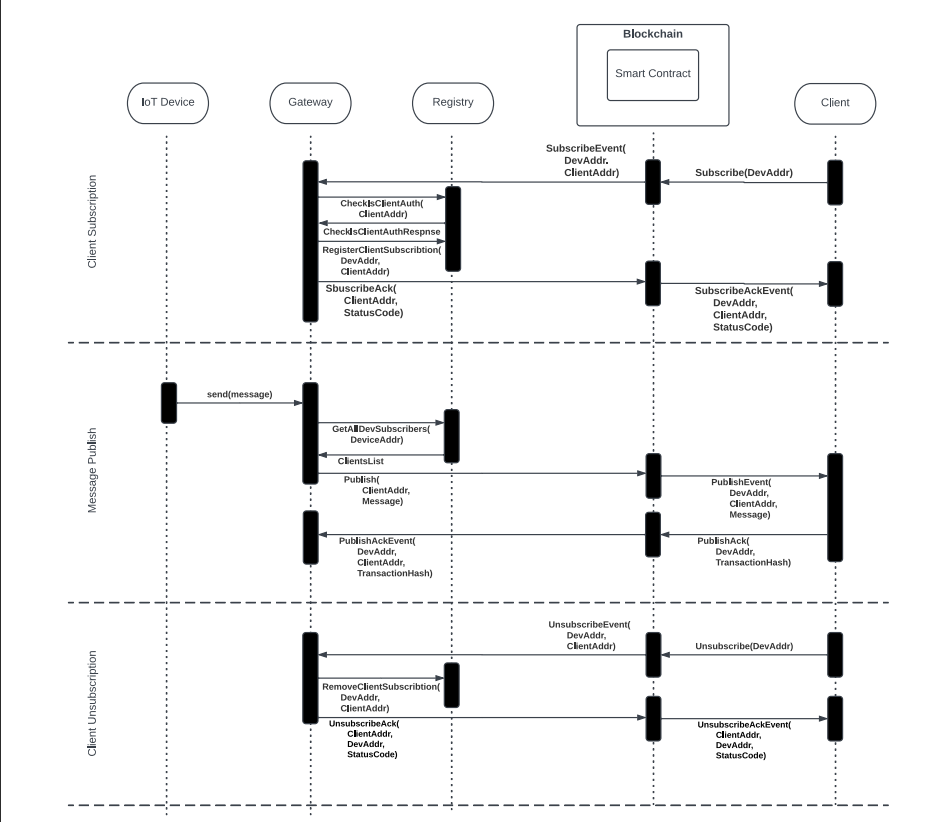 Blockchain
Smart Contract
IoT Device
Gateway
Registry
Client
Client Subscription
SubscribeEvent(
DevAddr.
ClientAddr)
Subscribe(DevAddr)
CheckIsClientAuth(
ClientAddr)
CheckIsClientAuthRespnse
RegisterClientSubscribtion(
DevAddr,
ClientAddr)
SbuscribeAck(
ClientAddr,
StatusCode)
SubscribeAckEvent(
DevAddr,
ClientAddr,
StatusCode)
Message Publish
send(message)
GetAllDevSubscribers(
DeviceAddr)
ClientsList
Publish(
ClientAddr,
Message)
PublishEvent(
DevAddr,
ClientAddr,
Message)
PublishAckEvent(
DevAddr,
ClientAddr,
TransactionHash)
PublishAck(
DevAddr,
TransactionHash)
Client Unsubscription
UnsubscribeEvent(
DevAddr,
ClientAddr)
Unsubscribe(DevAddr)
RemoveClientSubscribtion(
DevAddr,
ClientAddr)
UnsubscribeAck(
ClientAddr,
DevAddr,
StatusCode)
UnsubscribeAckEvent(
ClientAddr,
DevAddr,
StatusCode)